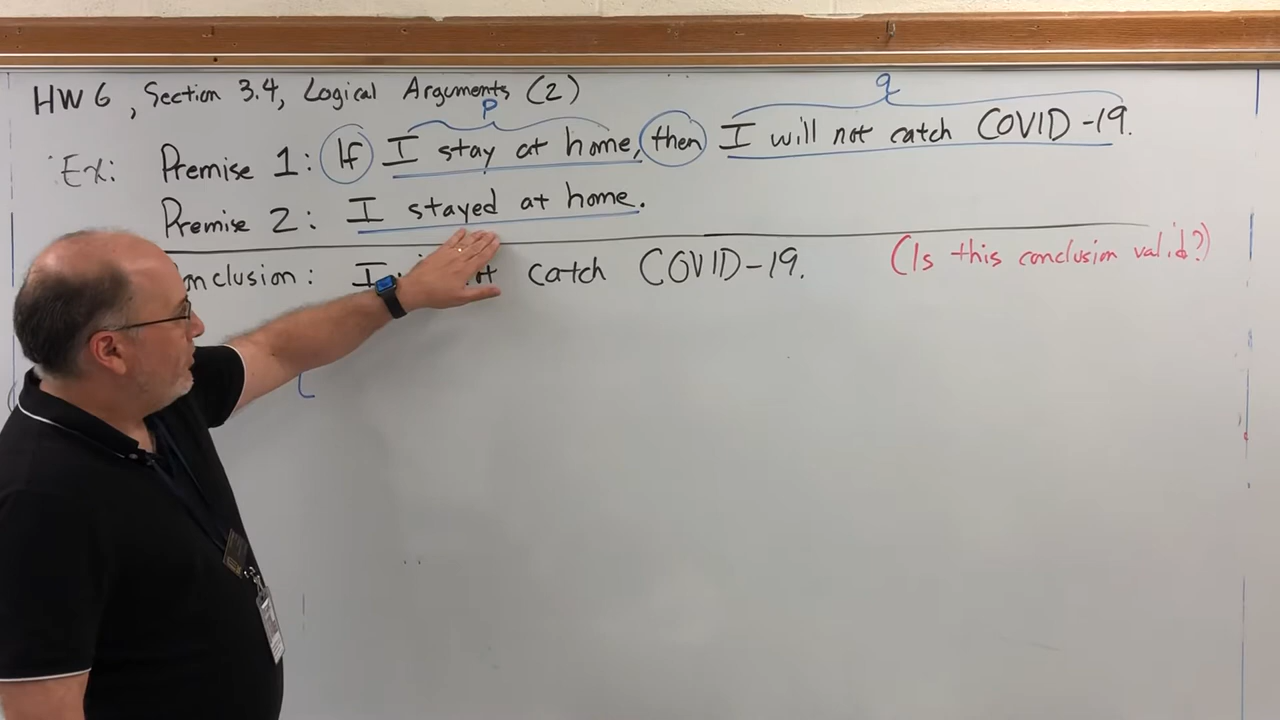 HW 6, Section 3.4, Logical Arguments (2)
p
q
Ex: Premise 1: If I stay at home, then I will not catch COVID-19.
Premise 2: I stayed at home.
nclusion: I catch COVID-19. (Is this conclusion valid?)